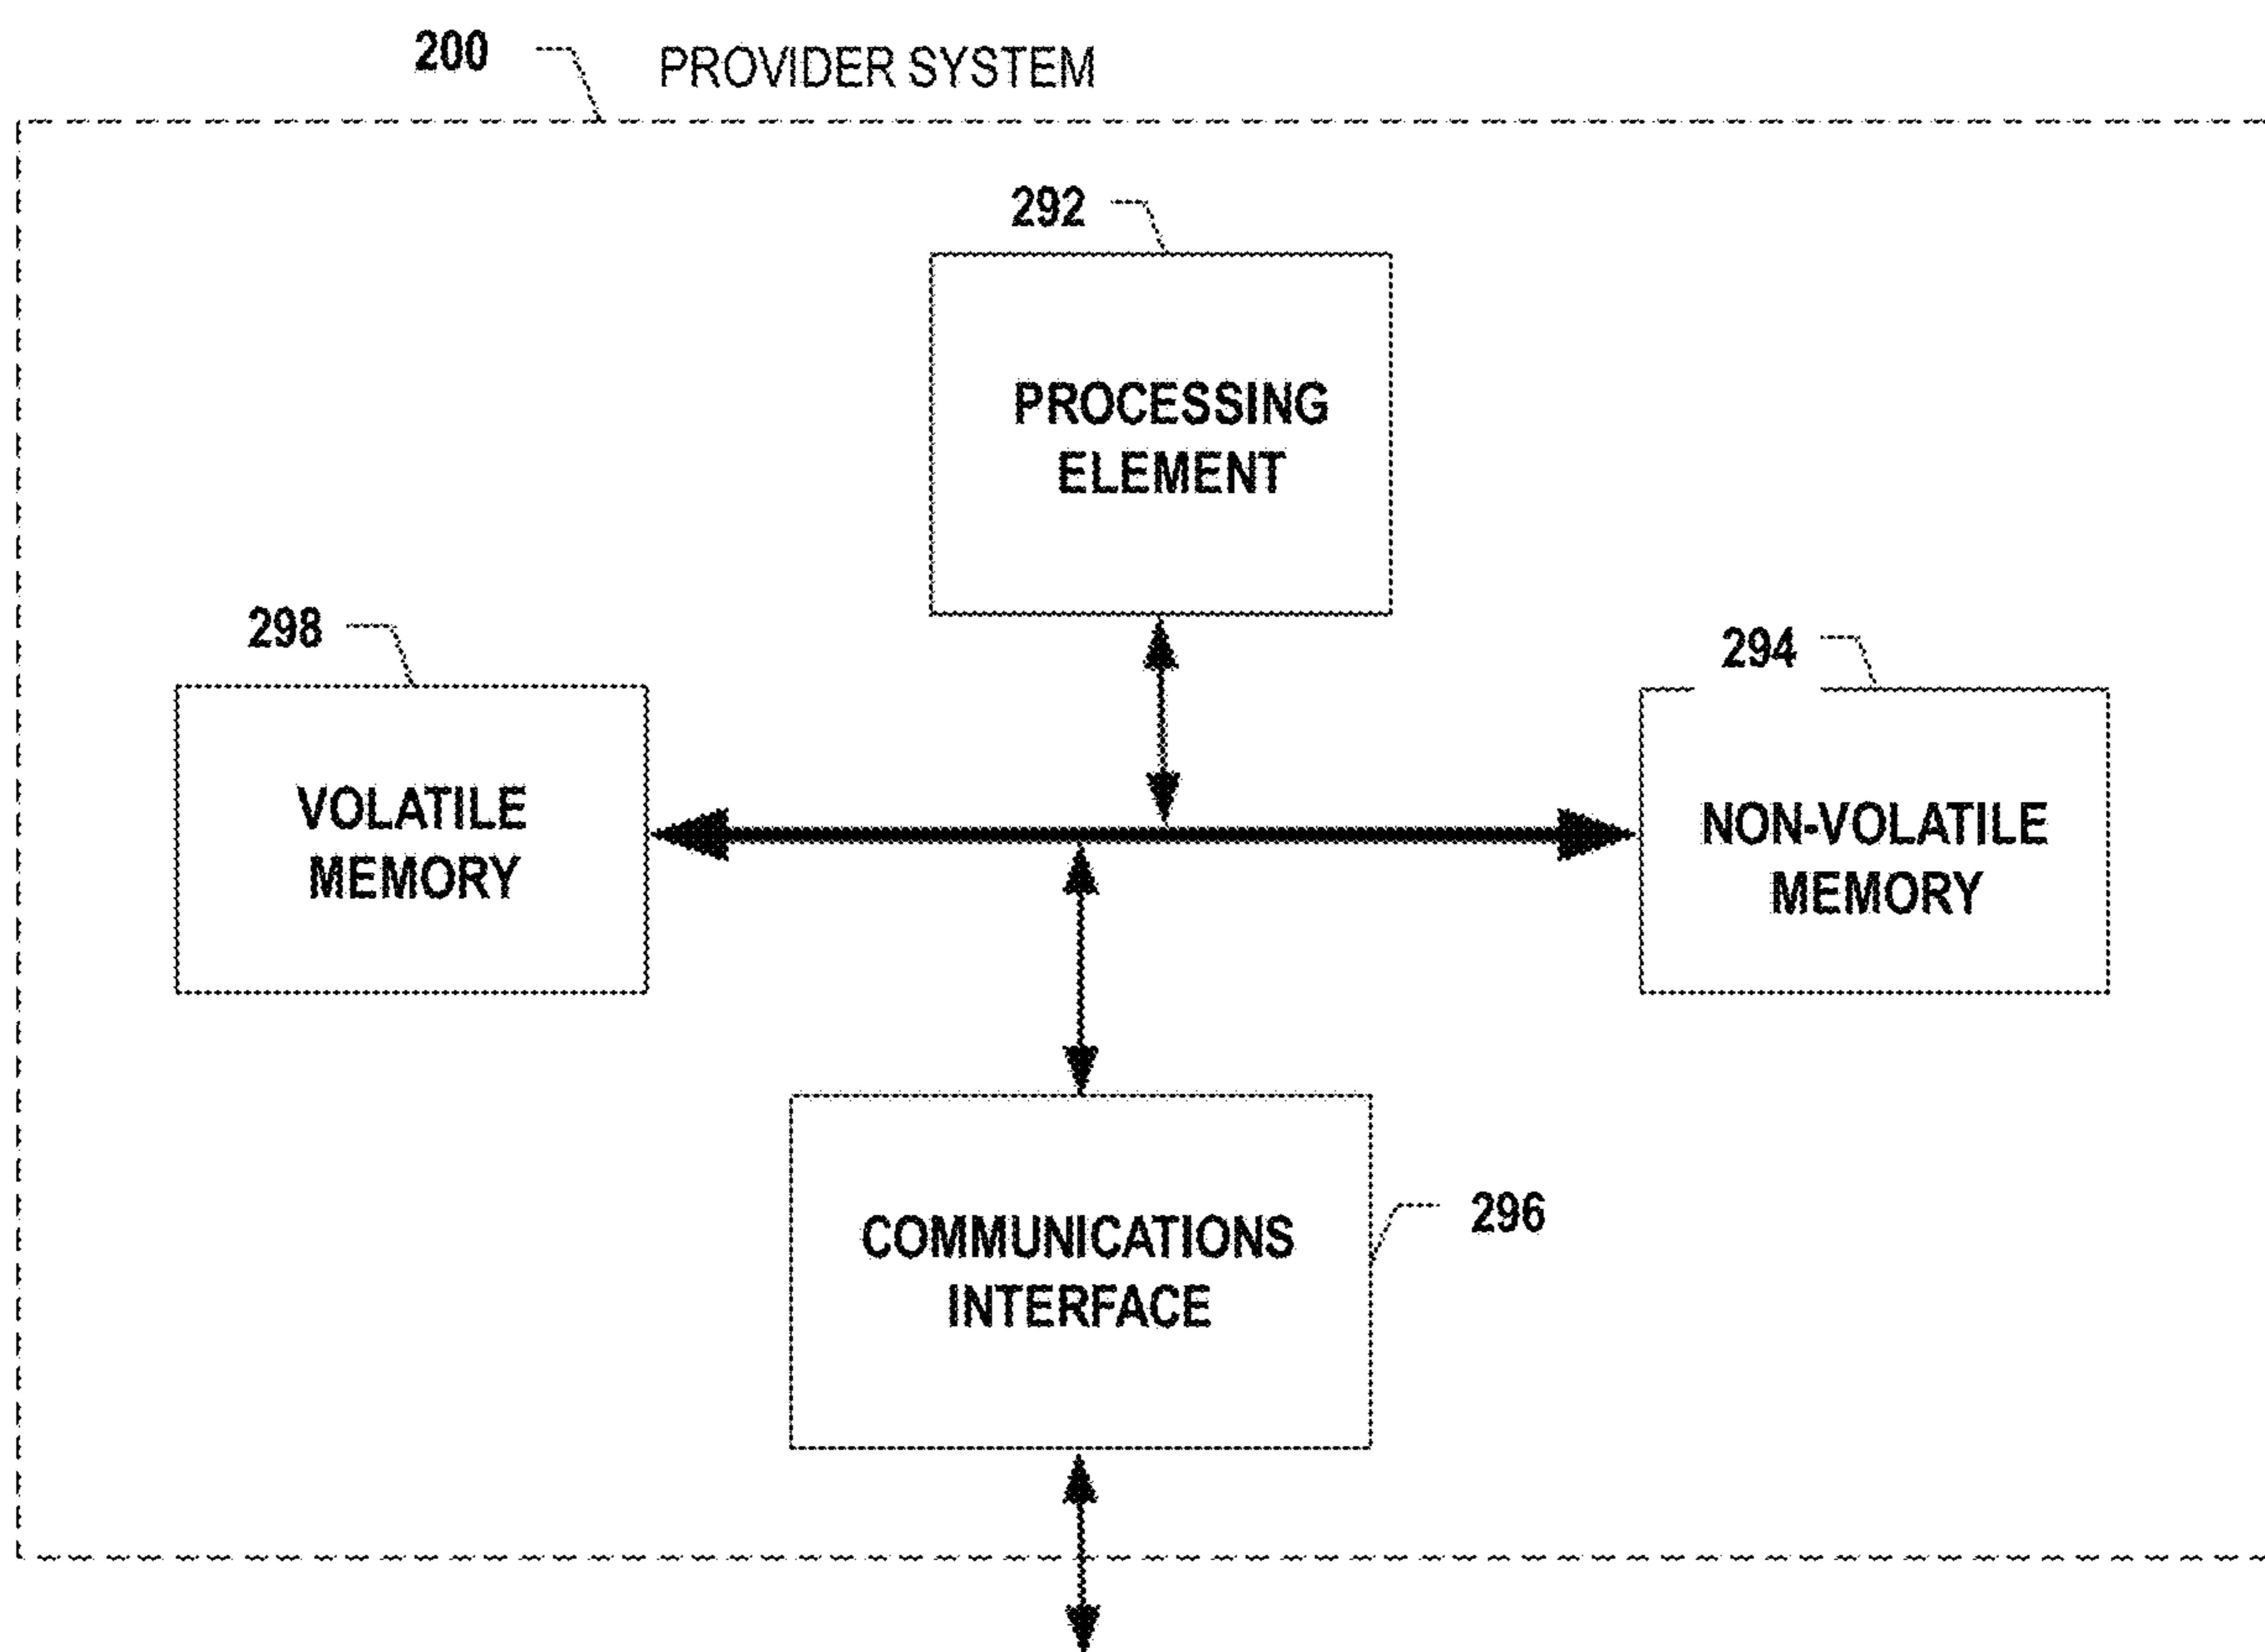 200 PROVIDER SYSTEM
292
PROCESSING
ELEMENT
298
294
VOLATILE
MEMORY
NON-VOLATILE
MEMORY
296
COMMUNICATIONS
INTERFACE